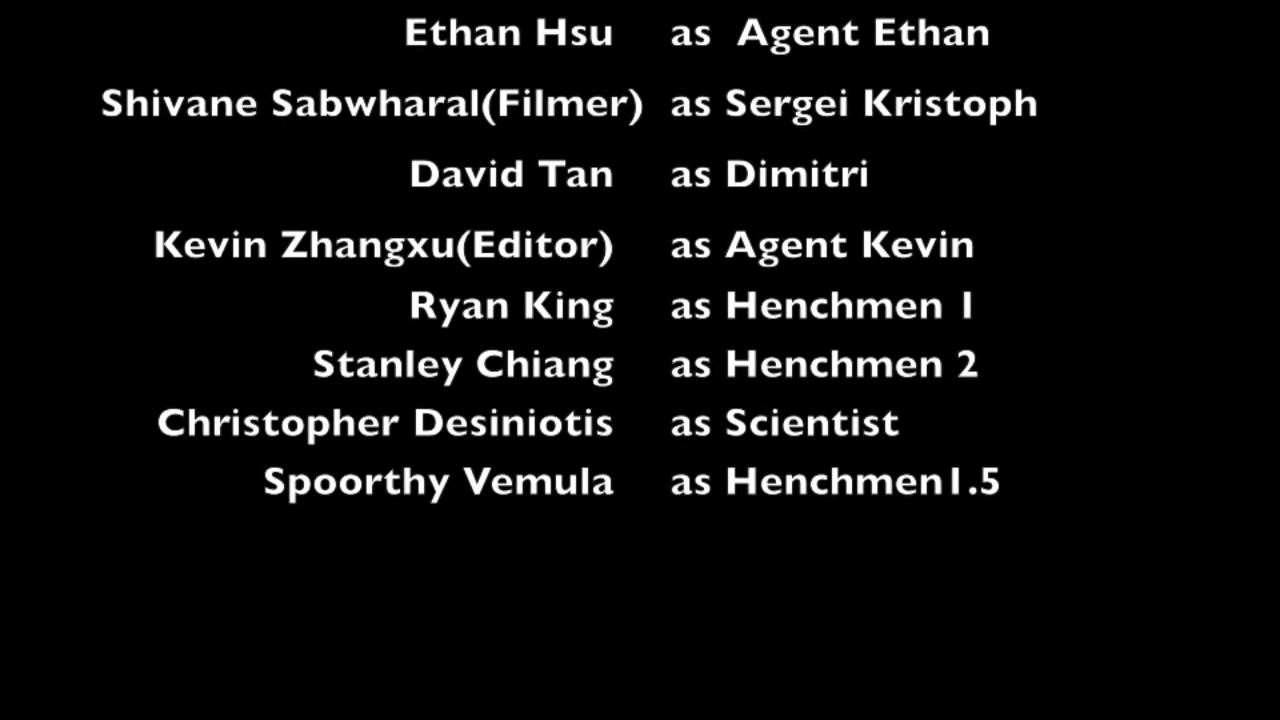 Ethan Hsu as Agent Ethan
Shivane Sabwharal(Filmer) as Sergei Kristoph
David Tan as Dimitri
Kevin Zhangxu(Editor) as Agent Kevin
Ryan King as Henchmen 1
Stanley Chiang as Henchmen 2
Christopher Desiniotis as Scientist
Spoorthy Vemula as Henchmen1.5